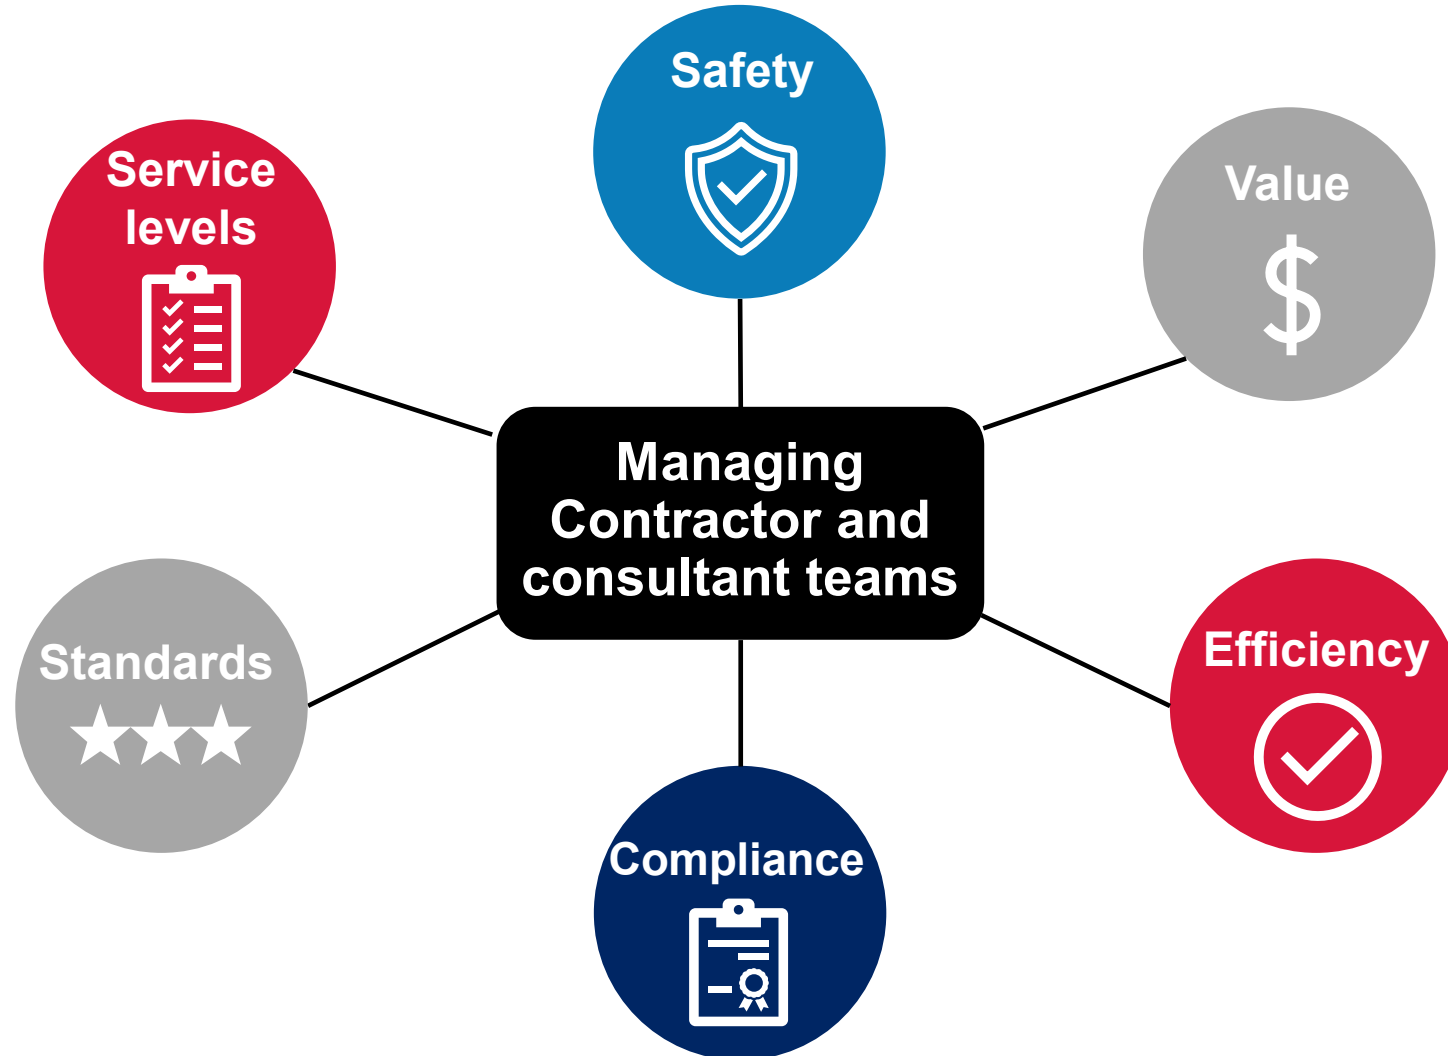 Safety
Service
levels
Value
$
Managing
Contractor and
consultant teams
Standards
Efficiency
Compliance